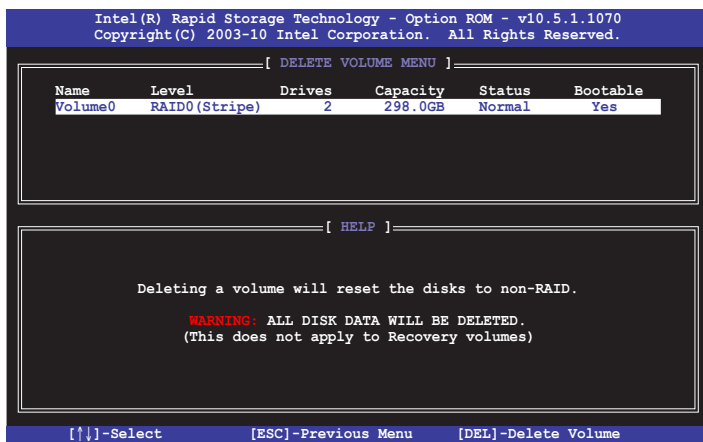 Intel(R) Rapid Storage Technology - Option ROM - v10.5.1.1070
Copyright(C) 2003-10 Intel Corporation. All Rights Reserved.
[ DELETE VOLUME MENU ]
Name Level Drives Capacity Status Bootable
Volume0 RAID0(Stripe) 2 298.0GB Normal Yes
[ HELP ]
Deleting a volume will reset the disks to non-RAID.
WARNING: ALL DISK DATA WILL BE DELETED.
(This does not apply to Recovery volumes)
[↑↓]-Select [ESC]-Previous Menu [DEL]-Delete Volume